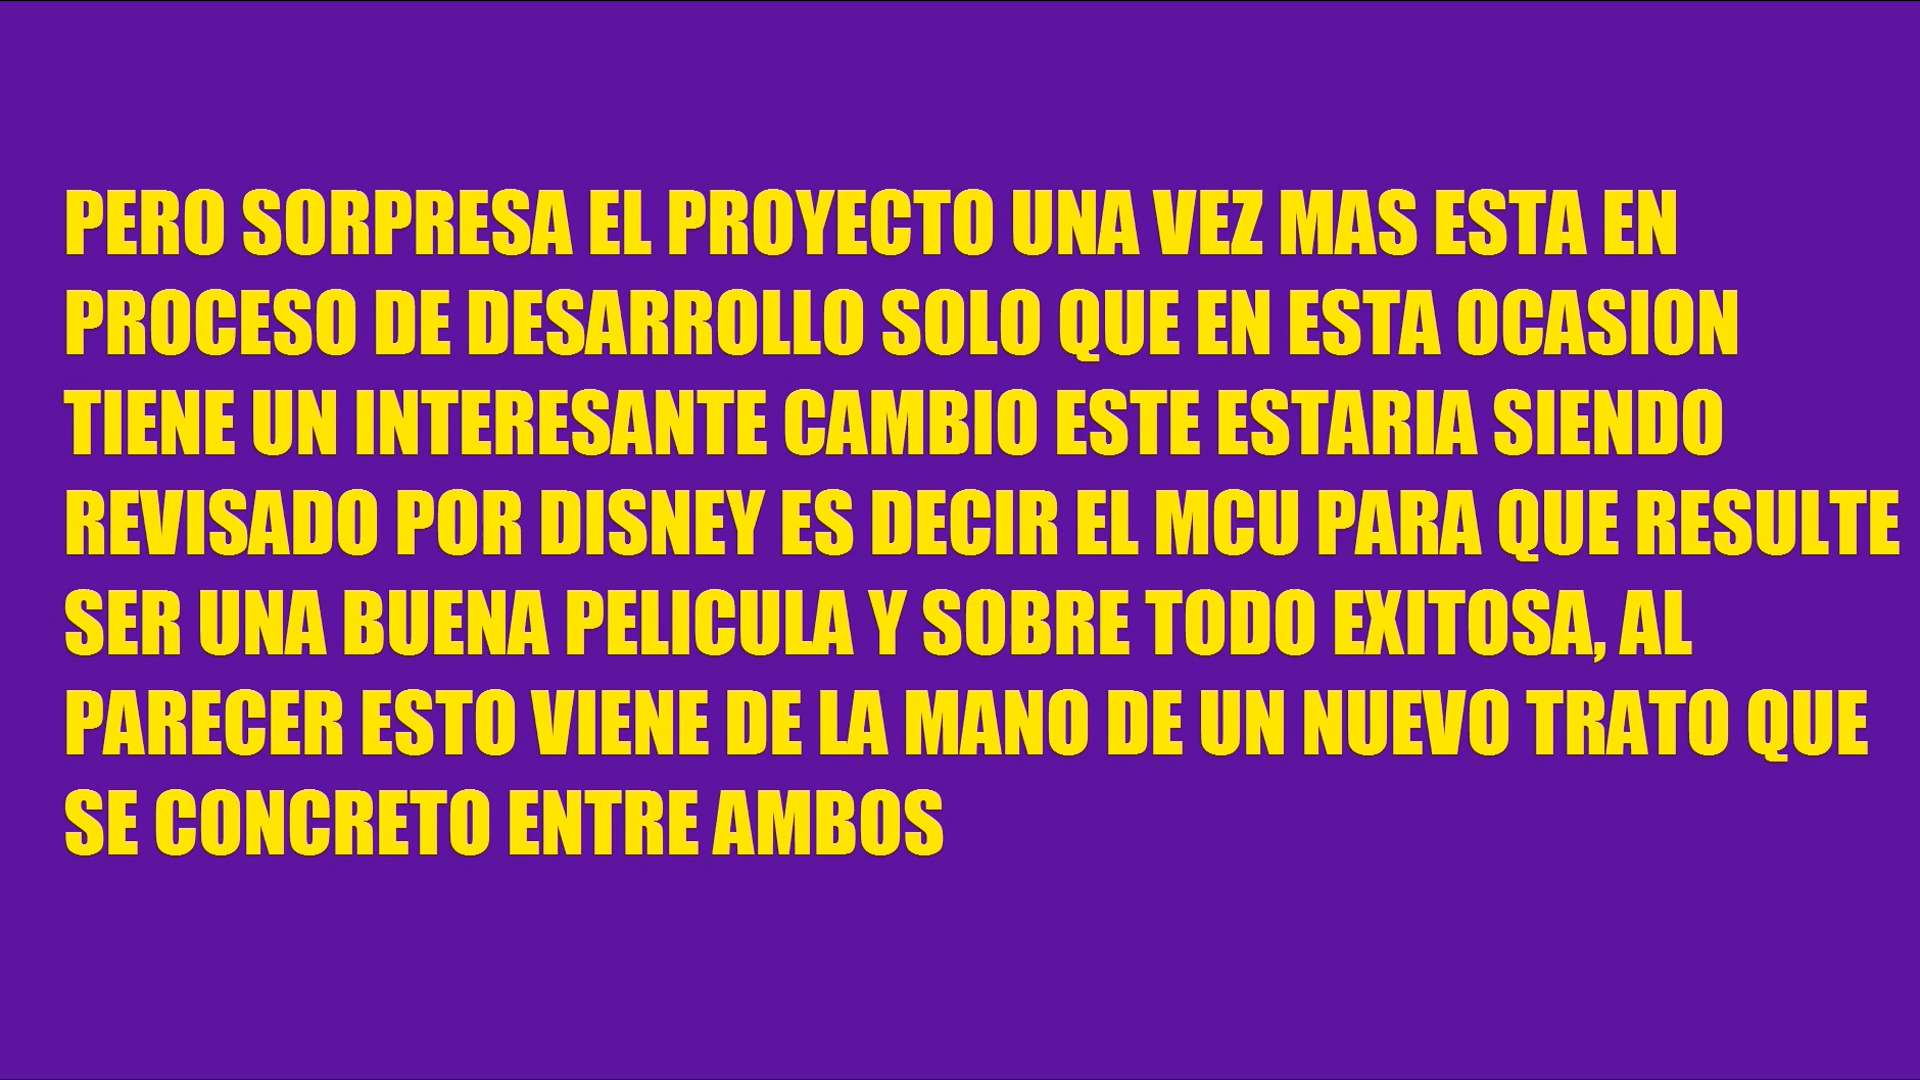 PERO SORPRESA EL PROYECTO UNA VEZ MAS ESTA EN
PROCESO DE DESARROLLO SOLO QUE EN ESTA OCASION
TIENE UN INTERESANTE CAMBIO ESTE ESTARIA SIENDO
REVISADO POR DISNEY ES DECIR EL MCU PARA QUE RESULTE
SER UNA BUENA PELICULA Y SOBRE TODO EXITOSA, AL
PARECER ESTO VIENE DE LA MANO DE UN NUEVO TRATO QUE
SE CONCRETO ENTRE AMBOS